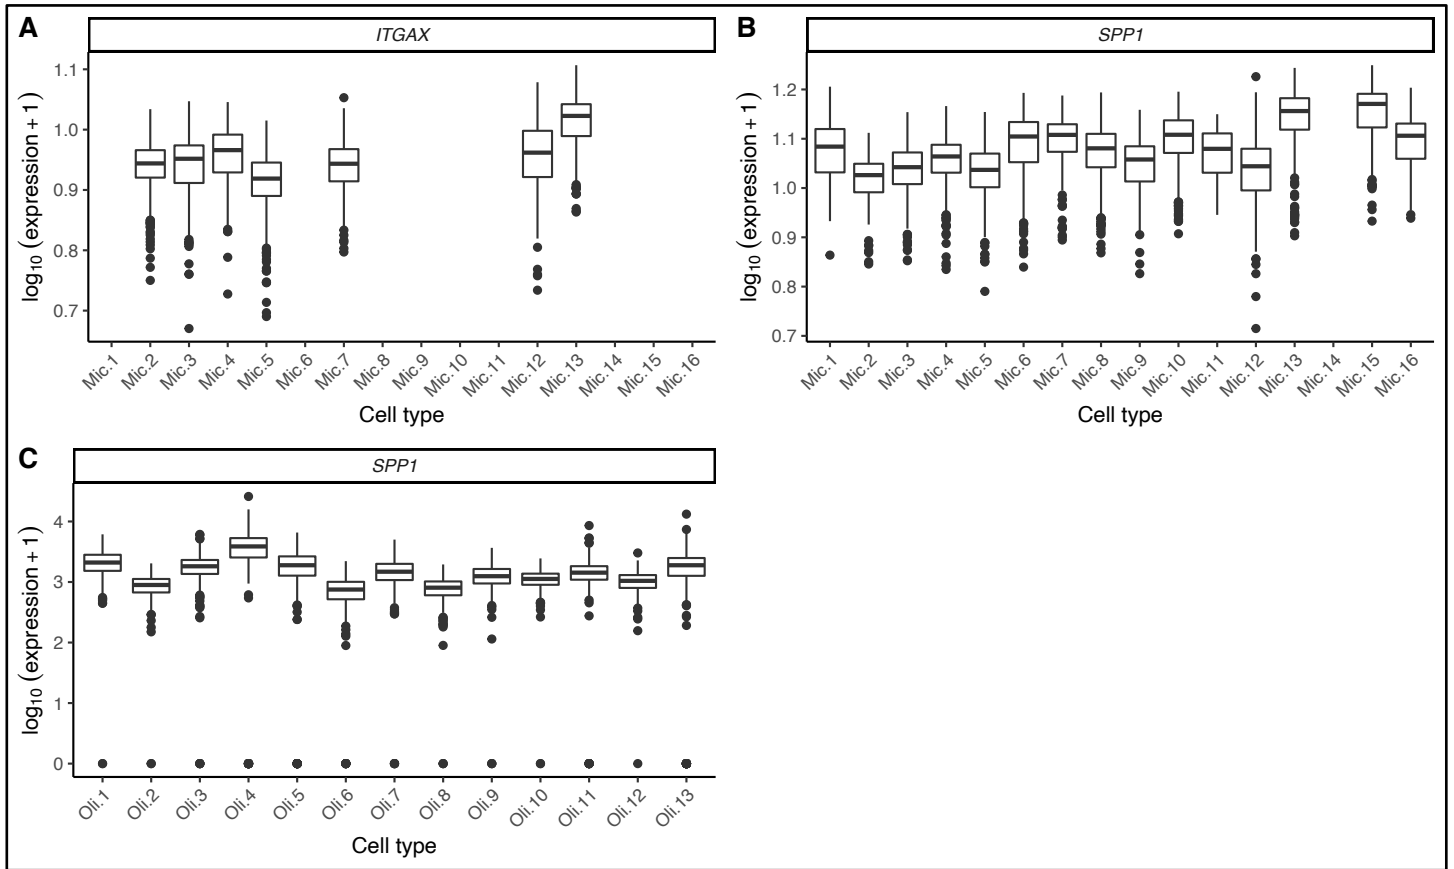 A
ITGAX
log10 (expression + 1)
1.1
1.0
0.9
0.8
0.7
Mic.1 Mic.2 Mic.3 Mic.4 Mic.5 Mic.6 Mic.7 Mic.8 Mic.9 Mic.10 Mic.11 Mic.12 Mic.13 Mic.14 Mic.15 Mic.16
Cell type
B
SPP1
log10 (expression + 1)
1.2
1.1
1.0
0.9
0.8
0.7
Mic.1 Mic.2 Mic.3 Mic.4 Mic.5 Mic.6 Mic.7 Mic.8 Mic.9 Mic.10 Mic.11 Mic.12 Mic.13 Mic.14 Mic.15 Mic.16
Cell type
C
SPP1
log10 (expression + 1)
4
3
2
1
0
Oli.1 Oli.2 Oli.3 Oli.4 Oli.5 Oli.6 Oli.7 Oli.8 Oli.9 Oli.10 Oli.11 Oli.12 Oli.13
Cell type